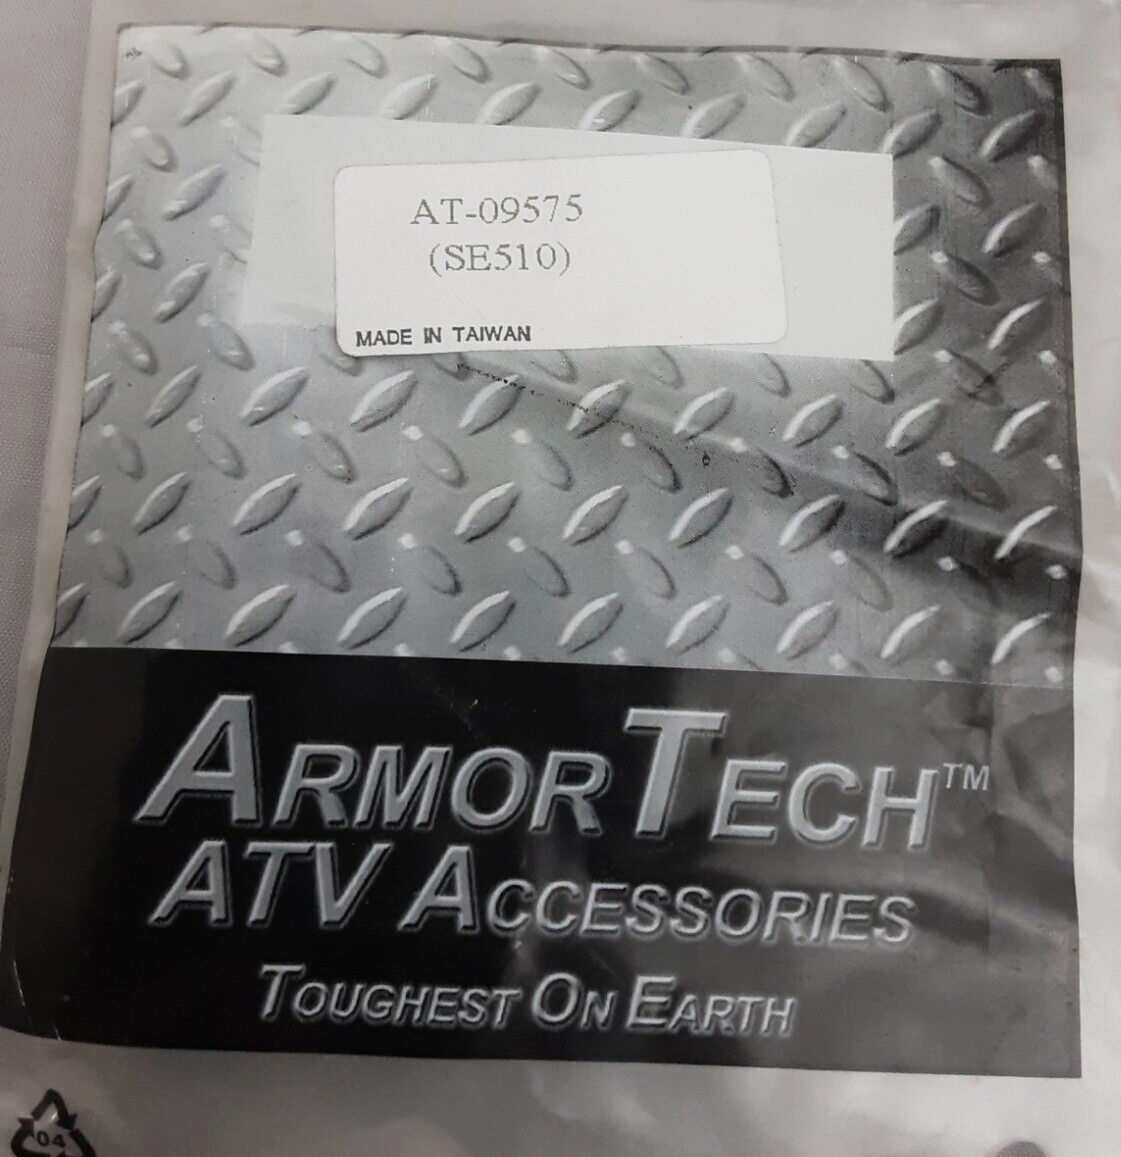 AT-09575
(SE510)
MADE IN TAIWAN
ARMORTECH™
ATV ACCESSORIES
TOUGHEST ON EARTH
04